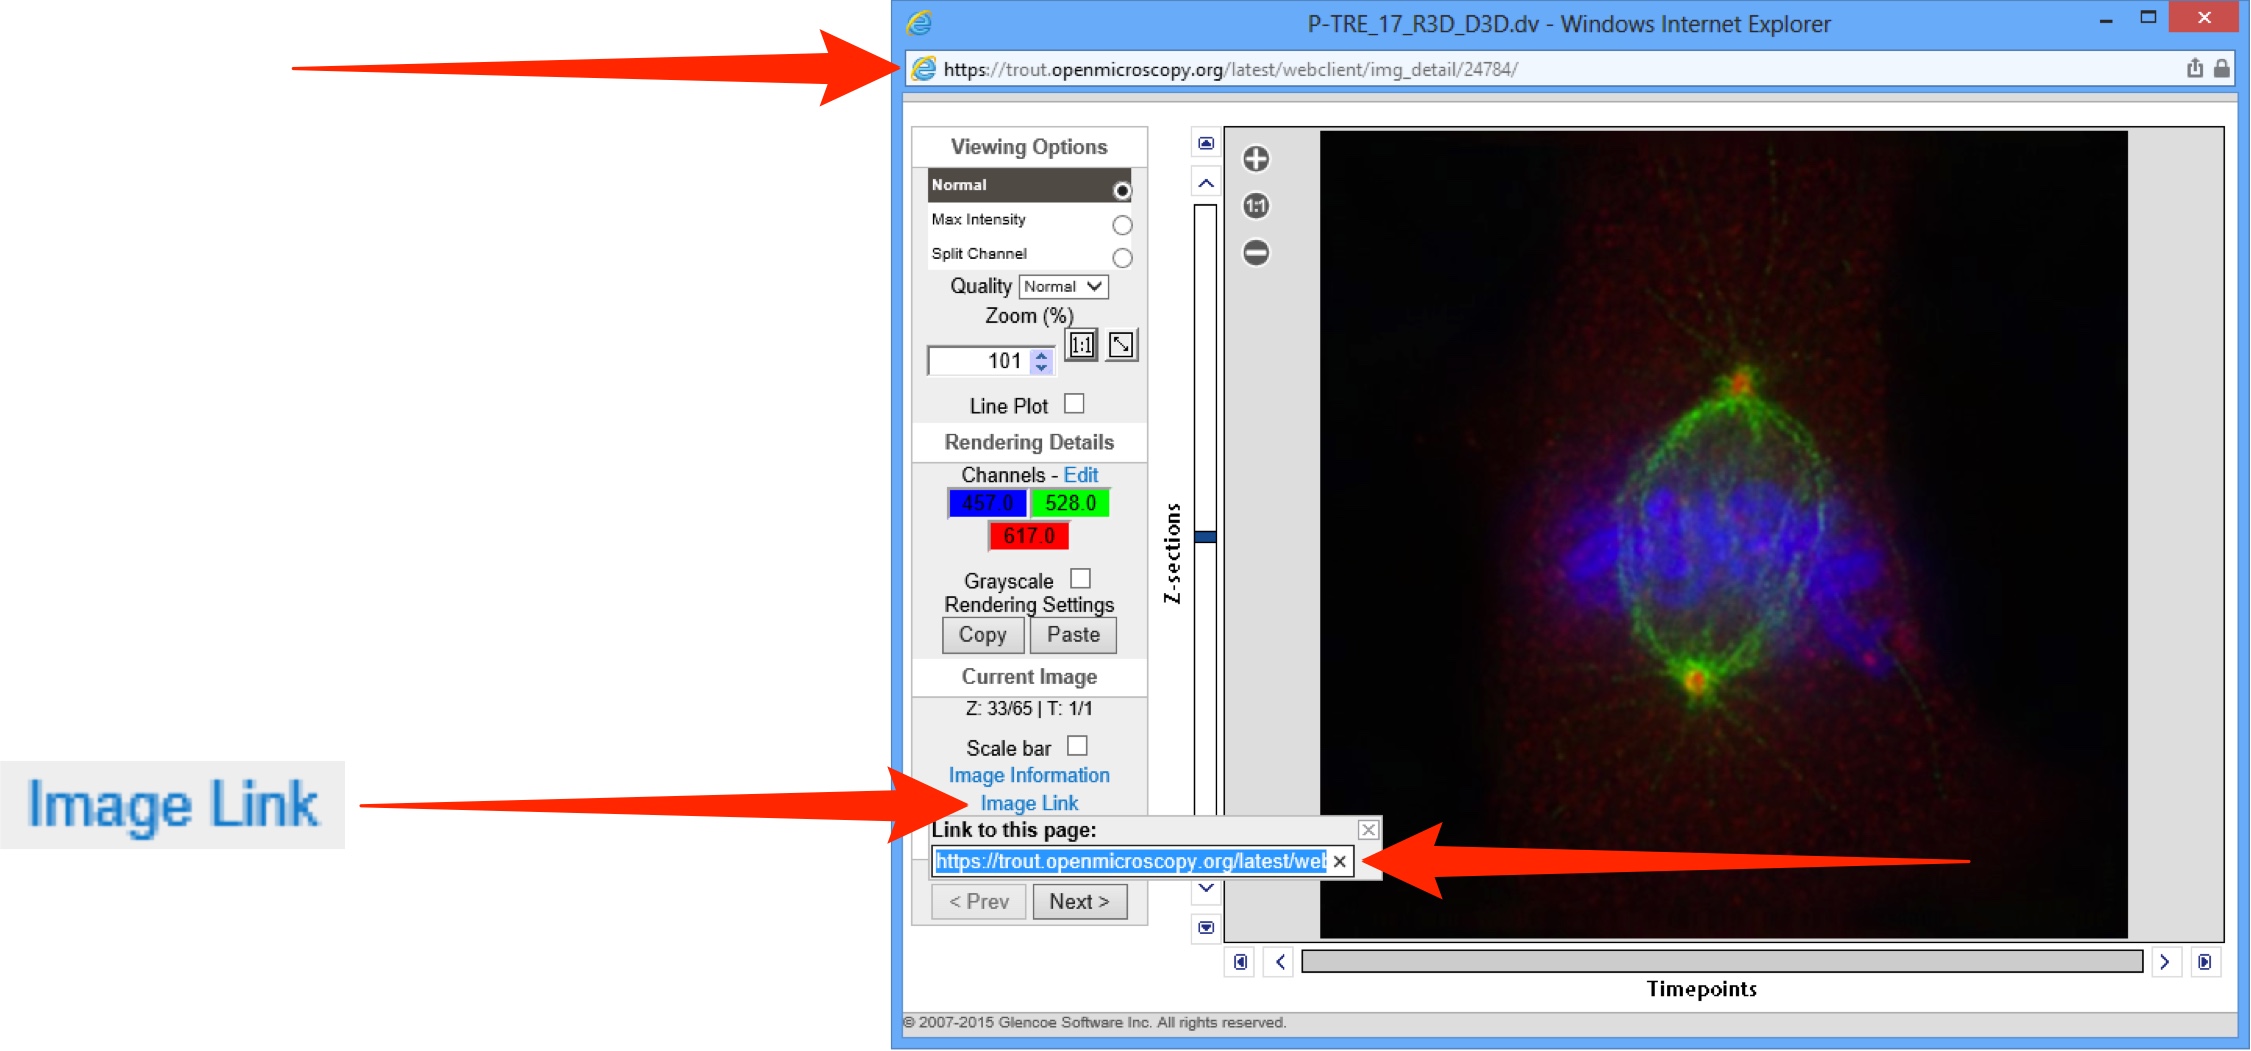 P-TRE_17_R3D_D3D.dv - Windows Internet Explorer
https://trout.openmicroscopy.org/latest/webclient/img_detail/24784/
Viewing Options
Normal
Max Intensity
Split Channel
Quality Normal
Zoom (%)
101 1:1
Line Plot
Rendering Details
Channels - Edit
457.0 528.0
617.0
Grayscale
Rendering Settings
Copy Paste
Current Image
Z: 33/65 | T: 1/1
Scale bar
Image Information
Image Link
Link to this page:
https://trout.openmicroscopy.org/latest/web
< Prev Next >
Z-sections
1:1
Timepoints
© 2007-2015 Glencoe Software Inc. All rights reserved.
Image Link